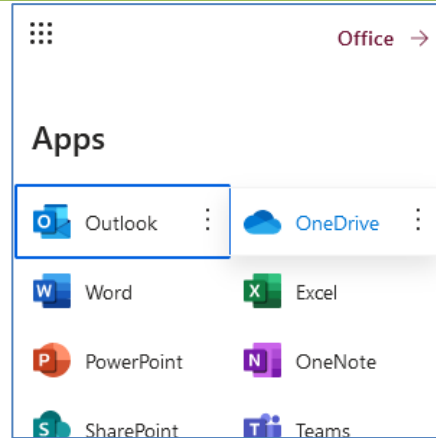 Office →
Apps
Outlook OneDrive
Word Excel
PowerPoint OneNote
SharePoint Teams